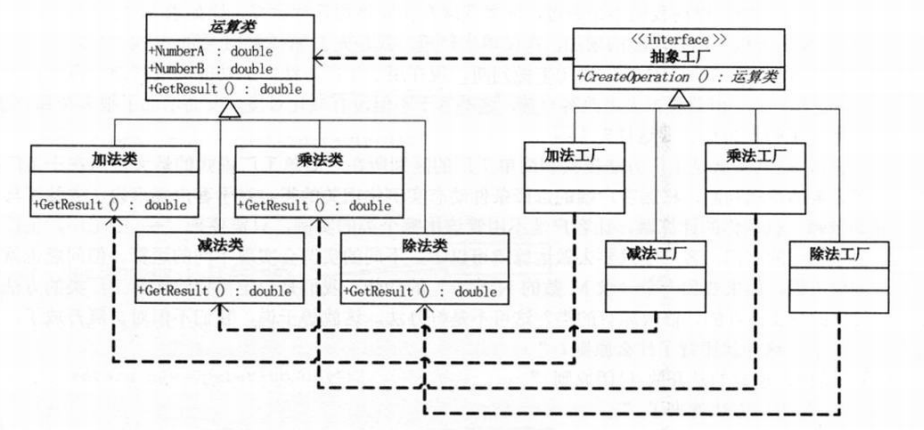 运算类
+NumberA : double
+NumberB : double
+GetResult () : double
<<interface>>
抽象工厂
+CreateOperation () : 运算类
加法类
+GetResult () : double
乘法类
+GetResult () : double
减法类
+GetResult () : double
除法类
+GetResult () : double
加法工厂
乘法工厂
减法工厂
除法工厂